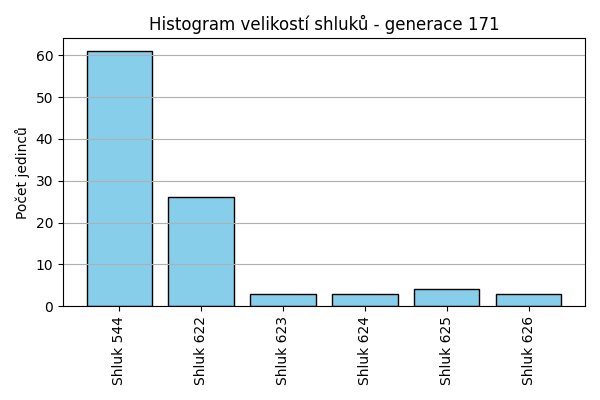 Histogram velikostí shluků - generace 171
Počet jedinců
60
50
40
30
20
10
0
Shluk 544
Shluk 622
Shluk 623
Shluk 624
Shluk 625
Shluk 626